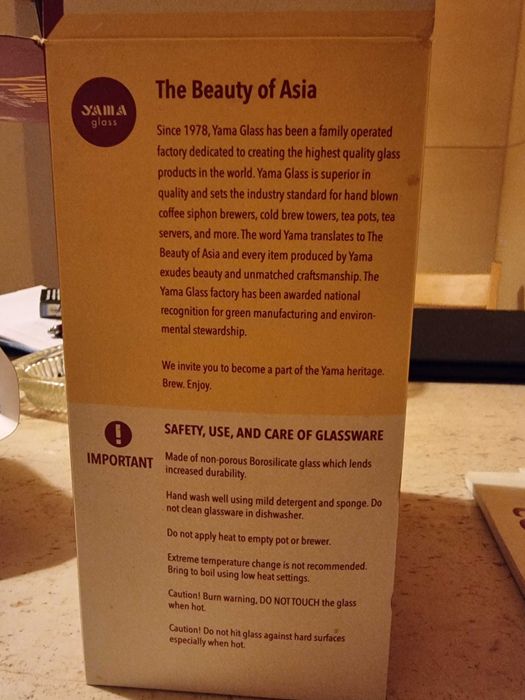 YAMA
glass
The Beauty of Asia
Since 1978, Yama Glass has been a family operated
factory dedicated to creating the highest quality glass
products in the world. Yama Glass is superior in
quality and sets the industry standard for hand blown
coffee siphon brewers, cold brew towers, tea pots, tea
servers, and more. The word Yama translates to The
Beauty of Asia and every item produced by Yama
exudes beauty and unmatched craftsmanship. The
Yama Glass factory has been awarded national
recognition for green manufacturing and environ-
mental stewardship.
We invite you to become a part of the Yama heritage.
Brew. Enjoy.
!
IMPORTANT
SAFETY, USE, AND CARE OF GLASSWARE
Made of non-porous Borosilicate glass which lends
increased durability.
Hand wash well using mild detergent and sponge. Do
not clean glassware in dishwasher.
Do not apply heat to empty pot or brewer.
Extreme temperature change is not recommended.
Bring to boil using low heat settings.
Caution! Burn warning, DO NOT TOUCH the glass
when hot.
Caution! Do not hit glass against hard surfaces
especially when hot.